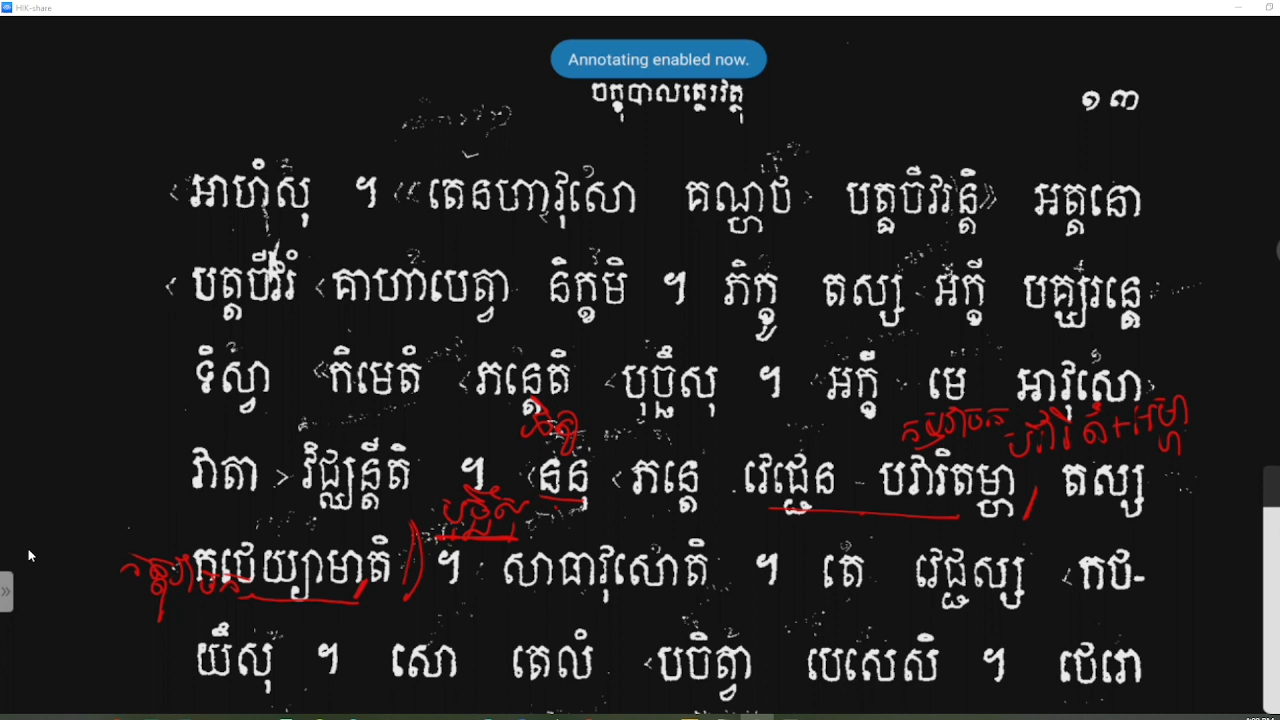 HIK-share
Annotating enabled now.
ចក្ខុបាលត្ថេរវត្ថុ ១៣
អាហំសុ ។ តេនហាវុសោ គណ្ហថ បត្តចីវរន្តិ អត្តនោ
បត្តចីវរំ គាហាបេត្វា និក្ខមិ ។ ភិក្ខូ តស្ស អក្ខី បគ្ឃរន្តេ
ទិស្វា កិមេតំ ភន្តេតិ បុច្ឆឹសុ ។ អក្ខីំ មេ អាវុសោ
វាតា វិជ្ឈន្តីតិ ។ ននុ ភន្តេ វេជ្ជេន បវារិតម្ហា តស្ស
កថេយ្យាមាតិ ។ សាធាវុសោតិ ។ តេ វេជ្ជស្ស កថ-
យឹសុ ។ សោ តេលំ បចិត្វា បេសេសិ ។ ថេរោ